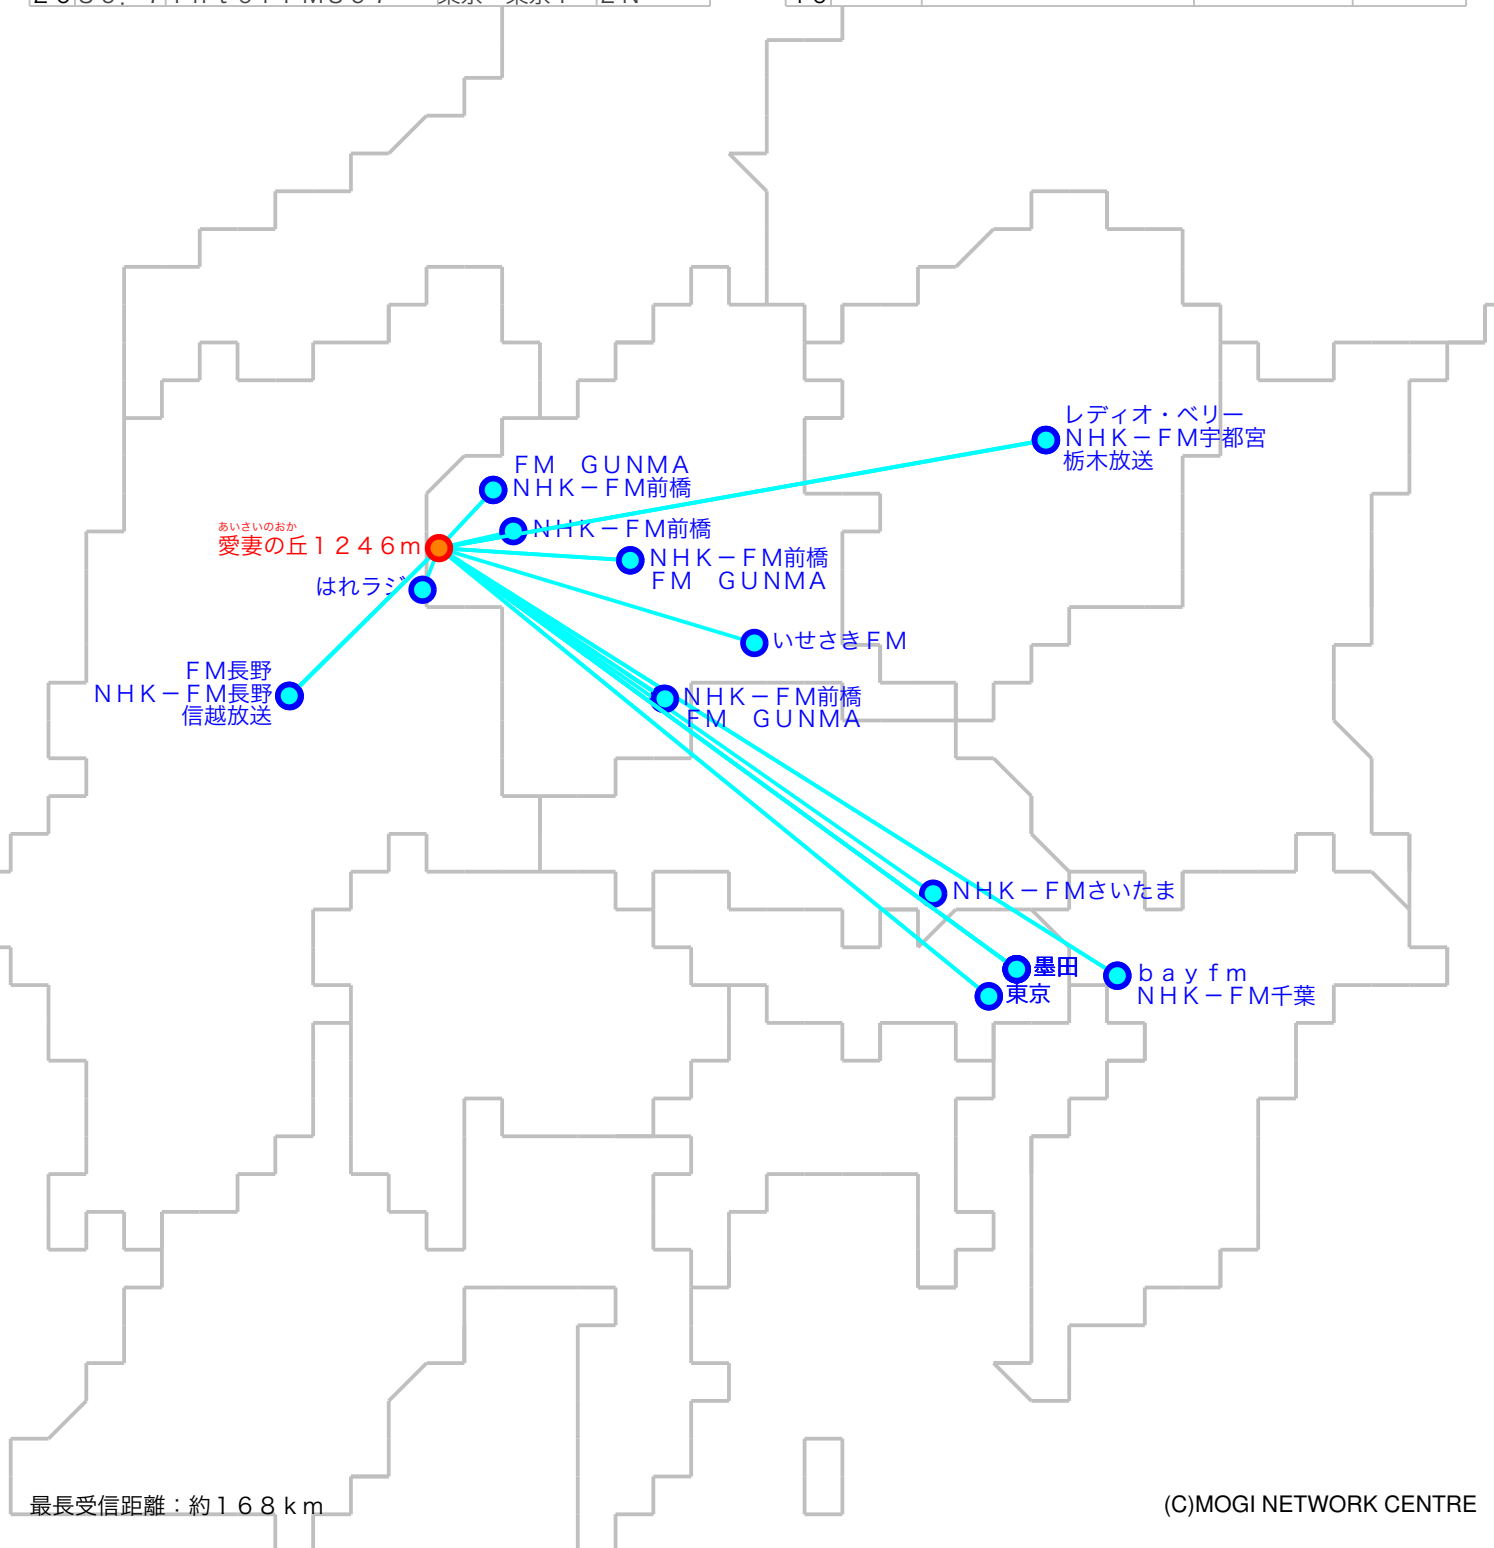 レディオ・ベリー
ＮＨＫ－ＦＭ宇都宮
栃木放送
ＦＭ　ＧＵＮＭＡ
ＮＨＫ－ＦＭ前橋
ＮＨＫ－ＦＭ前橋
あいさいのおか
愛妻の丘１２４６ｍ
ＮＨＫ－ＦＭ前橋
ＦＭ　ＧＵＮＭＡ
はれラジ
いせさきＦＭ
ＦＭ長野
ＮＨＫ－ＦＭ長野
信越放送
ＮＨＫ－ＦＭ前橋
ＦＭ　ＧＵＮＭＡ
ＮＨＫ－ＦＭさいたま
墨田
東京
ｂａｙｆｍ
ＮＨＫ－ＦＭ千葉
最長受信距離：約１６８ｋｍ
(C)MOGI NETWORK CENTRE